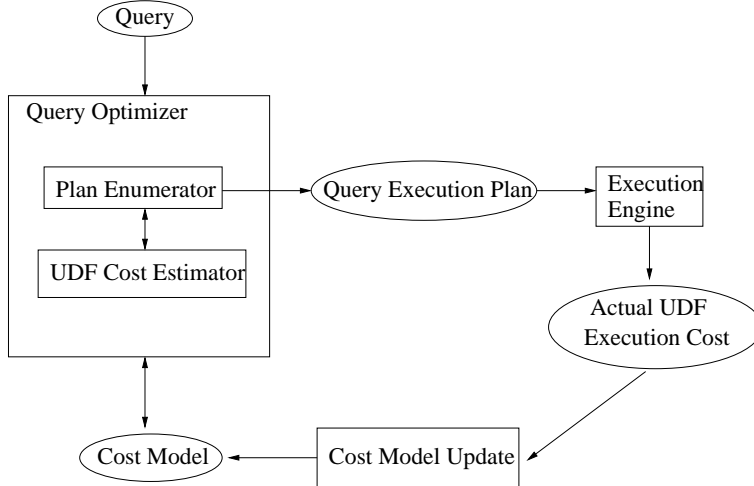 Query
Query Optimizer
Plan Enumerator
Query Execution Plan
Execution
Engine
UDF Cost Estimator
Actual UDF
Execution Cost
Cost Model
Cost Model Update